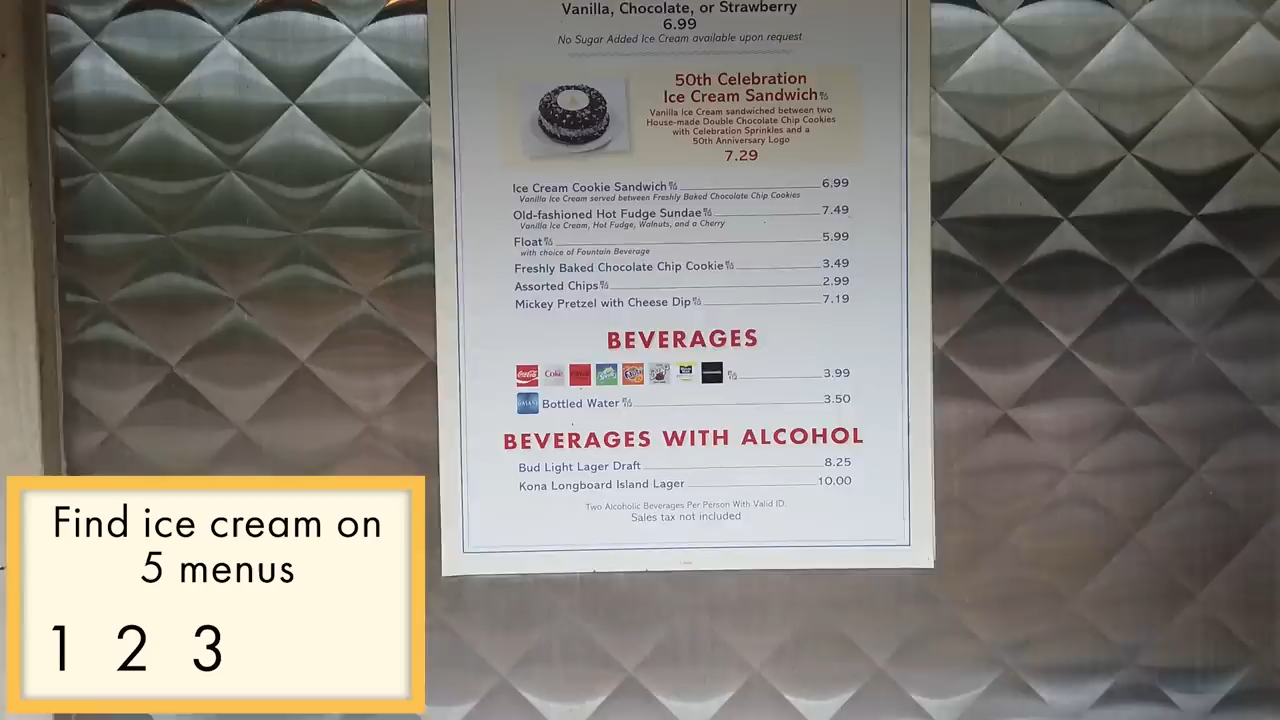 Vanilla, Chocolate, or Strawberry
6.99
No Sugar Added Ice Cream available upon request
50th Celebration
Ice Cream Sandwich
Vanilla Ice Cream sandwiched between two
House-made Double Chocolate Chip Cookies
with Celebration Sprinkles and a
50th Anniversary Logo
7.29
Ice Cream Cookie Sandwich 6.99
Vanilla Ice Cream served between Freshly Baked Chocolate Chip Cookies
Old-fashioned Hot Fudge Sundae 7.49
Vanilla Ice Cream, Hot Fudge, Walnuts, and a Cherry
Float 5.99
with choice of Fountain Beverage
Freshly Baked Chocolate Chip Cookie 3.49
Assorted Chips 2.99
Mickey Pretzel with Cheese Dip 7.19
BEVERAGES
Coca-Cola Coke Sprite Fanta 3.99
Bottled Water 3.50
BEVERAGES WITH ALCOHOL
Bud Light Lager Draft 8.25
Kona Longboard Island Lager 10.00
Two Alcoholic Beverages Per Person With Valid ID.
Sales tax not included
Find ice cream on
5 menus
1 2 3